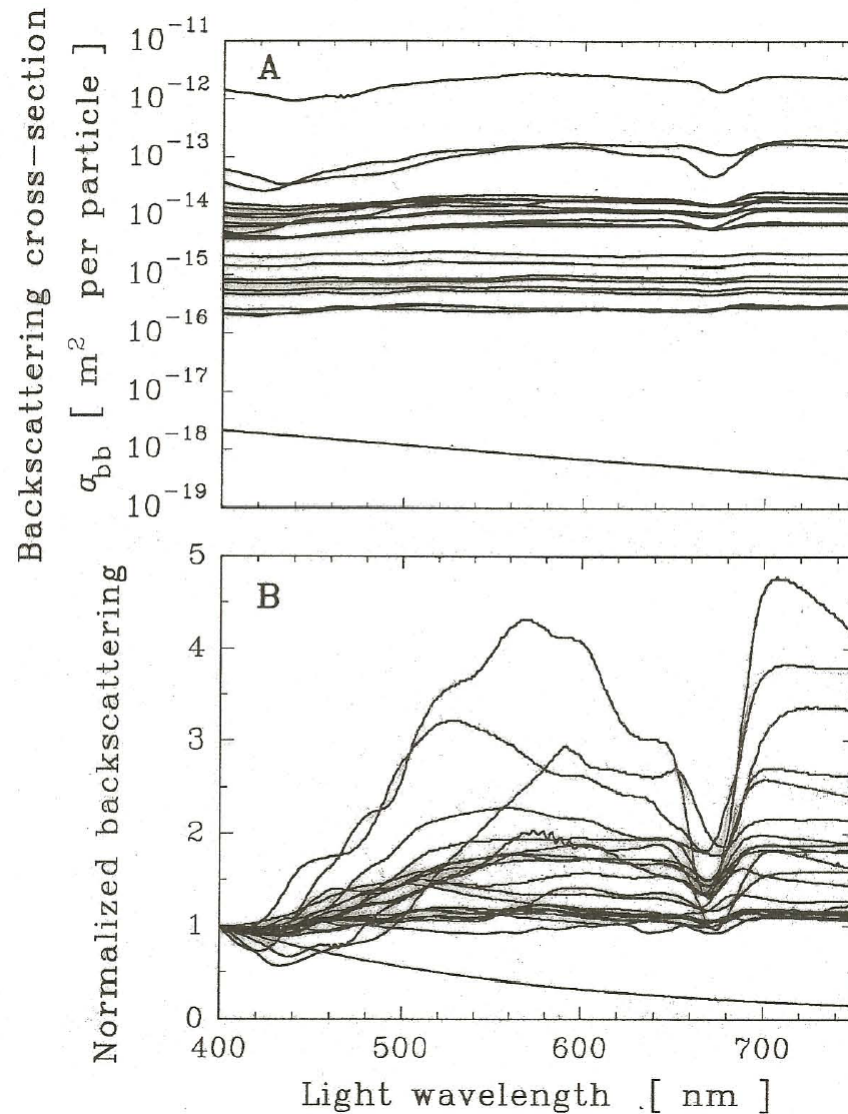 Backscattering cross-section
σbb [ m² per particle ]
A
10⁻¹¹
10⁻¹²
10⁻¹³
10⁻¹⁴
10⁻¹⁵
10⁻¹⁶
10⁻¹⁷
10⁻¹⁸
10⁻¹⁹
Normalized backscattering
B
5
4
3
2
1
0
400 500 600 700
Light wavelength [ nm ]